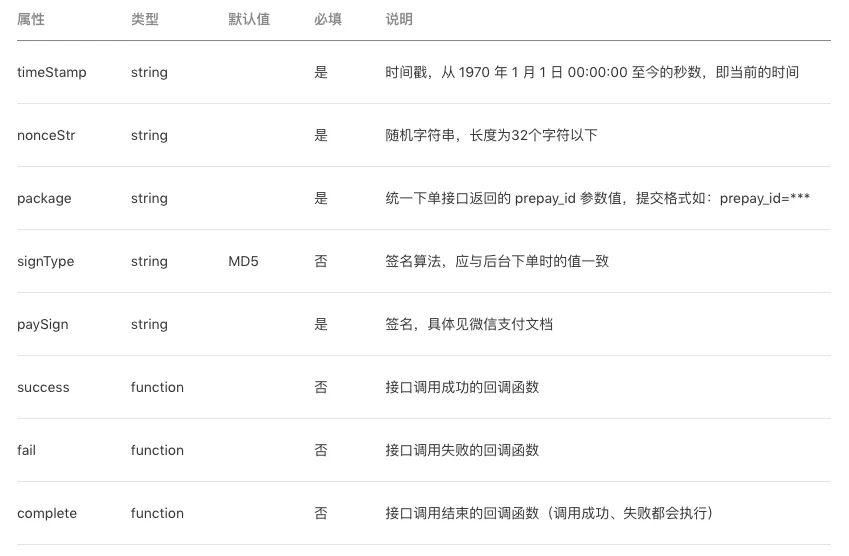 属性 类型 默认值 必填 说明
timeStamp string 是 时间戳，从 1970 年 1 月 1 日 00:00:00 至今的秒数，即当前的时间
nonceStr string 是 随机字符串，长度为32个字符以下
package string 是 统一下单接口返回的 prepay_id 参数值，提交格式如：prepay_id=***
signType string MD5 否 签名算法，应与后台下单时的值一致
paySign string 是 签名，具体见微信支付文档
success function 否 接口调用成功的回调函数
fail function 否 接口调用失败的回调函数
complete function 否 接口调用结束的回调函数（调用成功、失败都会执行）